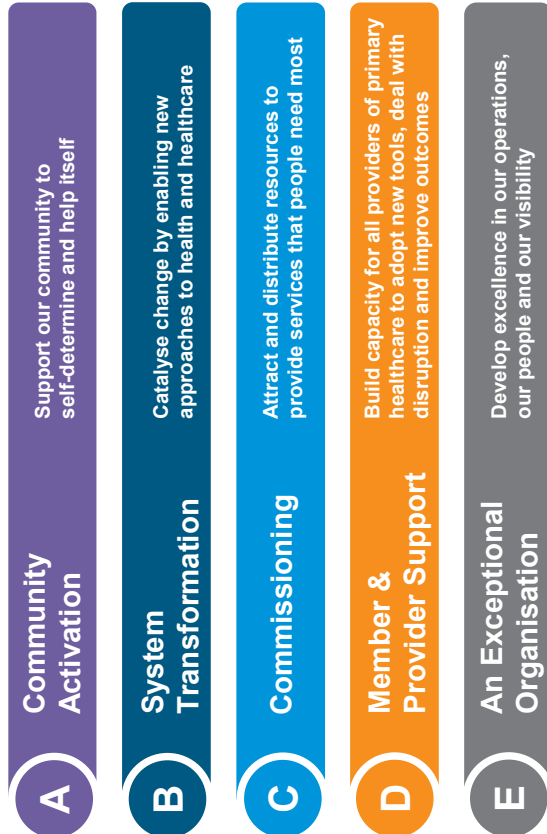 A
Community
Activation
Support our community to
self-determine and help itself
B
System
Transformation
Catalyse change by enabling new
approaches to health and healthcare
C
Commissioning
Attract and distribute resources to
provide services that people need most
D
Member &
Provider Support
Build capacity for all providers of primary
healthcare to adopt new tools, deal with
disruption and improve outcomes
E
An Exceptional
Organisation
Develop excellence in our operations,
our people and our visibility